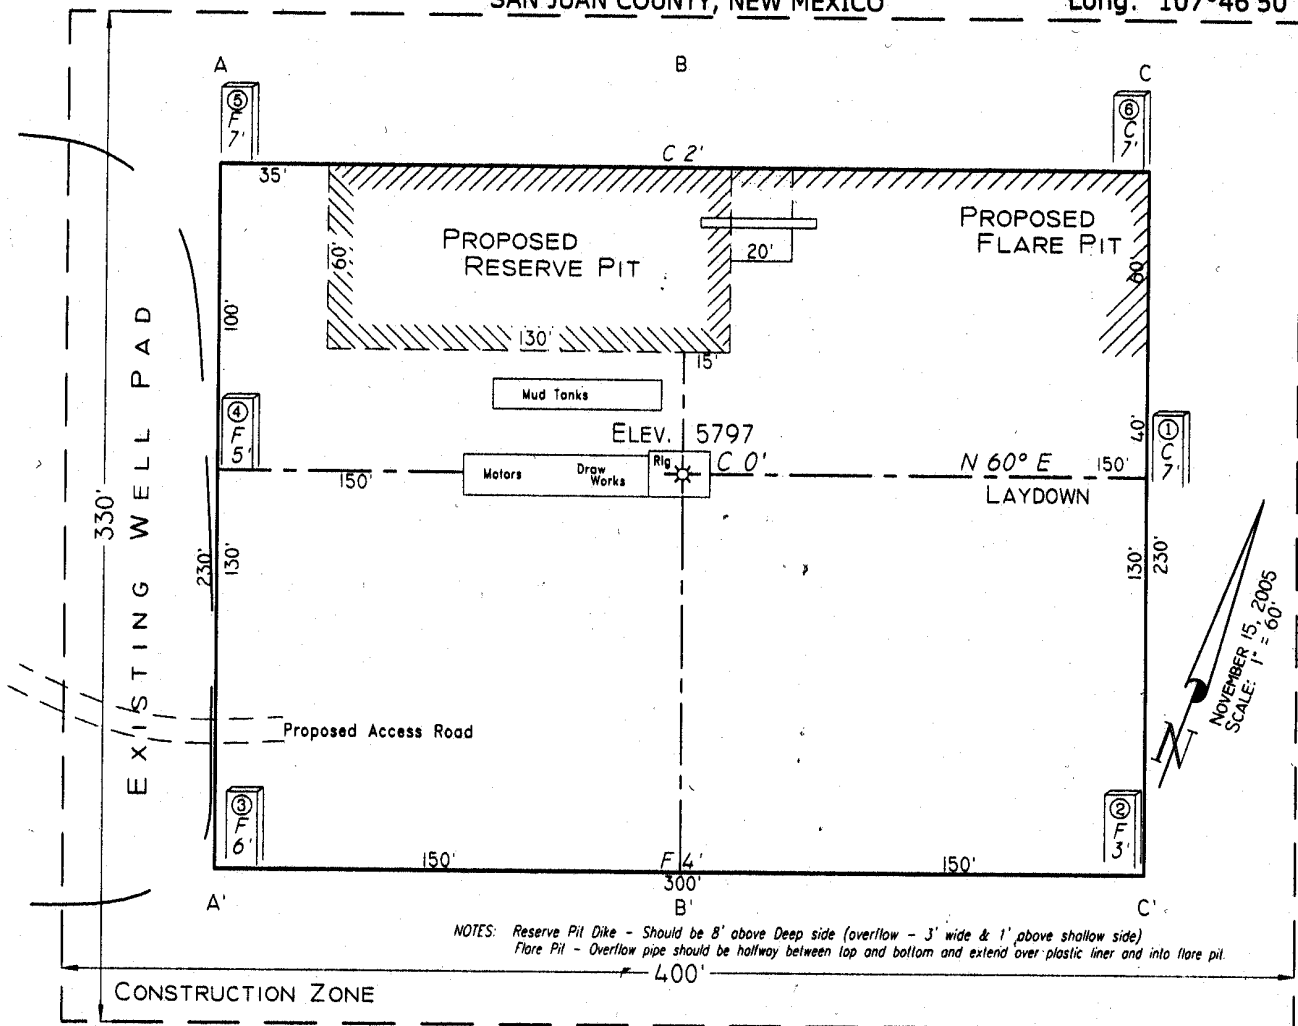 SAN JUAN COUNTY, NEW MEXICO
Long: 107-46'50
A
B
C
⑤
F
7'
⑥
C
7'
C 2'
35'
PROPOSED
RESERVE PIT
PROPOSED
FLARE PIT
60'
20'
60'
100'
130'
15'
Mud Tanks
④
F
5'
ELEV. 5797
40'
①
C
7'
Motors
Draw
Works
Rig
C 0'
N 60° E
150'
150'
LAYDOWN
EXISTING WELL PAD
330'
230'
130'
130'
230'
NOVEMBER 15, 2005
SCALE: 1" = 60'
N
Proposed Access Road
③
F
6'
②
F
3'
150'
F 4'
150'
300'
A'
B'
C'
NOTES: Reserve Pit Dike - Should be 8' above Deep side (overflow - 3' wide & 1' above shallow side)
Flare Pit - Overflow pipe should be halfway between top and bottom and extend over plastic liner and into flare pit.
400'
CONSTRUCTION ZONE